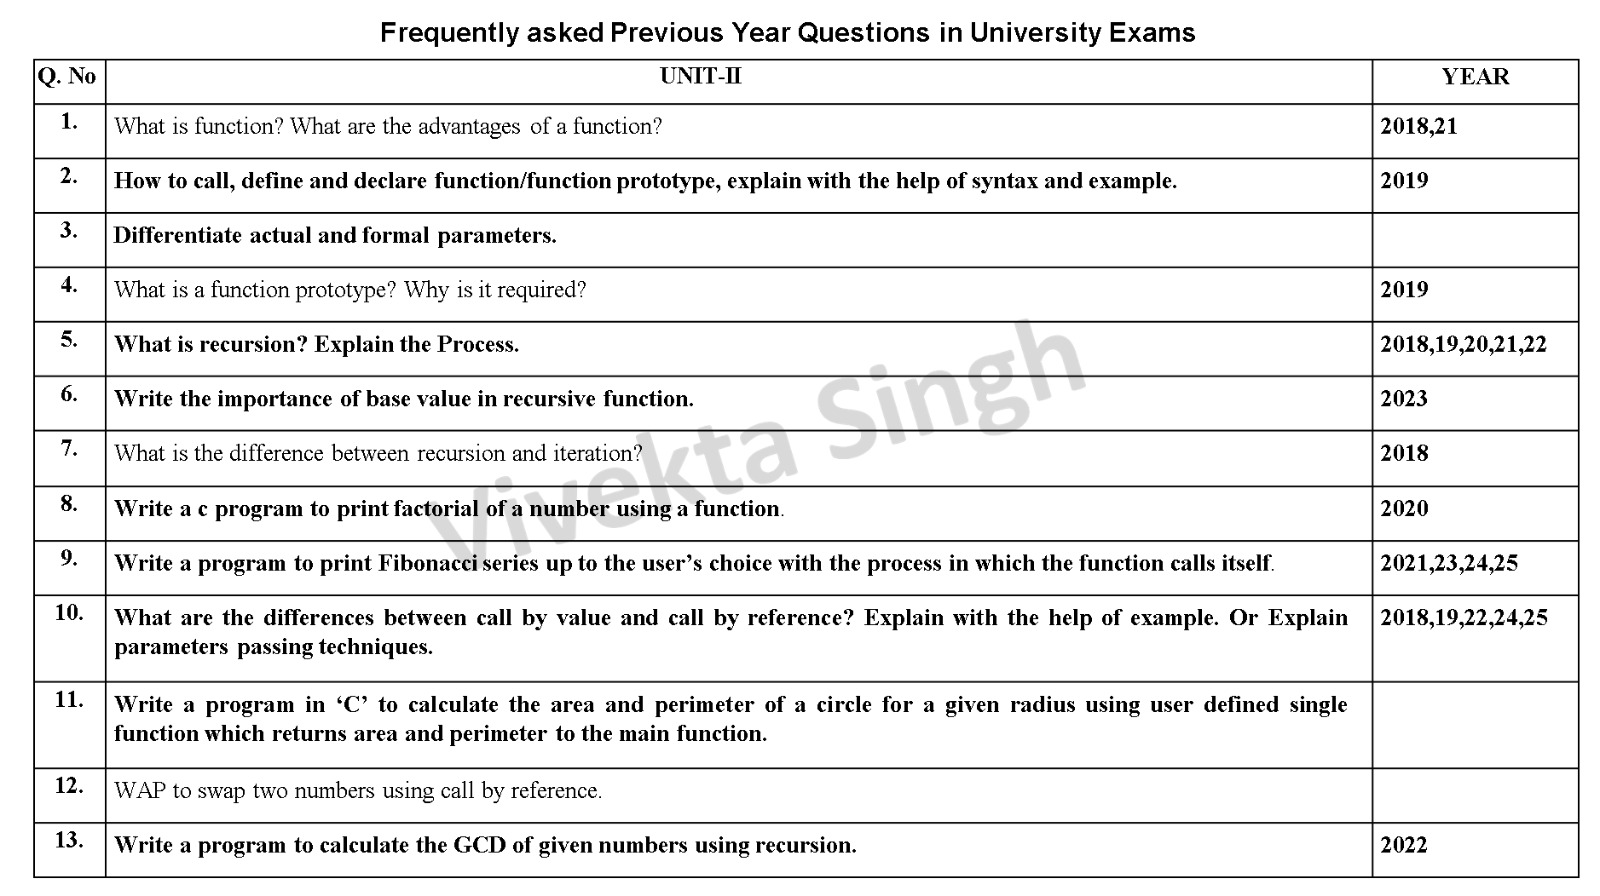 Frequently asked Previous Year Questions in University Exams
Q. No UNIT-II YEAR
1. What is function? What are the advantages of a function? 2018,21
2. How to call, define and declare function/function prototype, explain with the help of syntax and example. 2019
3. Differentiate actual and formal parameters.
4. What is a function prototype? Why is it required? 2019
5. What is recursion? Explain the Process. 2018,19,20,21,22
6. Write the importance of base value in recursive function. 2023
7. What is the difference between recursion and iteration? 2018
8. Write a c program to print factorial of a number using a function. 2020
9. Write a program to print Fibonacci series up to the user’s choice with the process in which the function calls itself. 2021,23,24,25
10. What are the differences between call by value and call by reference? Explain with the help of example. Or Explain 2018,19,22,24,25
parameters passing techniques.
11. Write a program in ‘C’ to calculate the area and perimeter of a circle for a given radius using user defined single
function which returns area and perimeter to the main function.
12. WAP to swap two numbers using call by reference.
13. Write a program to calculate the GCD of given numbers using recursion. 2022
Vivekta Singh